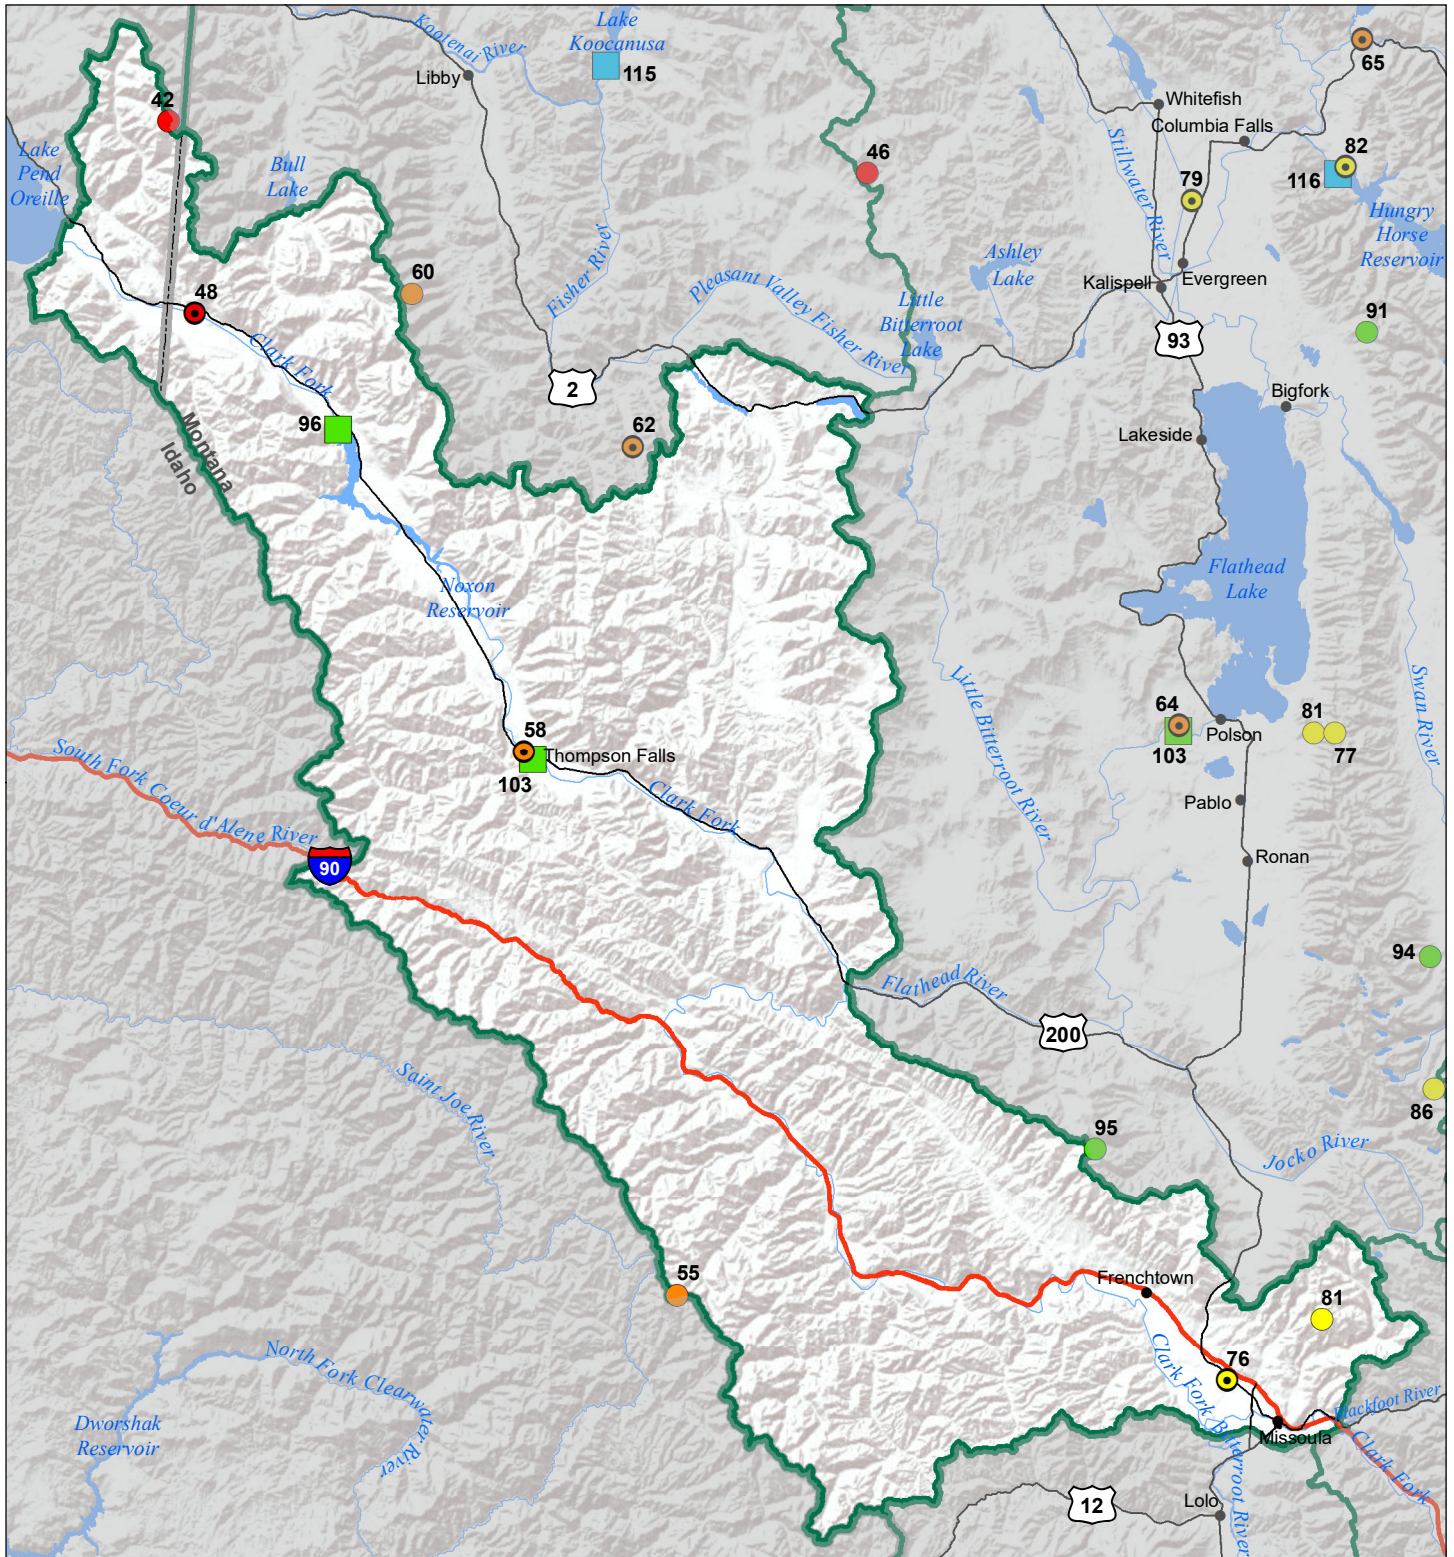 Kootenai River
Lake
Koocanusa
115
Libby
65
42
Whitefish
Columbia Falls
Lake
Pend
Oreille
Bull
Lake
46
Stillwater River
82
116
79
Hungry
Horse
Reservoir
60
48
Fisher River
Pleasant Valley Fisher River
Ashley
Lake
Little
Bitterroot
Lake
Kalispell
Evergreen
93
91
Clark Fork
2
Bigfork
96
62
Lakeside
Montana
Idaho
Noxon
Reservoir
Flathead
Lake
Little Bitterroot River
Swan River
64
103
Polson
81
77
58
Thompson Falls
103
South Fork Coeur d'Alene River
Clark Fork
Pablo
90
Ronan
94
Flathead River
200
Saint Joe River
86
95
Jocko River
55
Frenchtown
81
76
North Fork Clearwater River
Clark Fork
Blackfoot River
Dworshak
Reservoir
Missoula
Bitterroot River
Clark Fork
12
Lolo